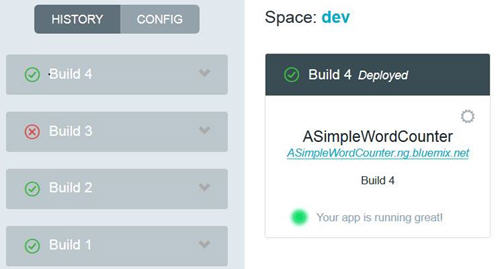 HISTORY CONFIG
Build 4
Build 3
Build 2
Build 1
Space: dev
Build 4 Deployed
ASimpleWordCounter
ASimpleWordCounter.ng.bluemix.net
Build 4
Your app is running great!